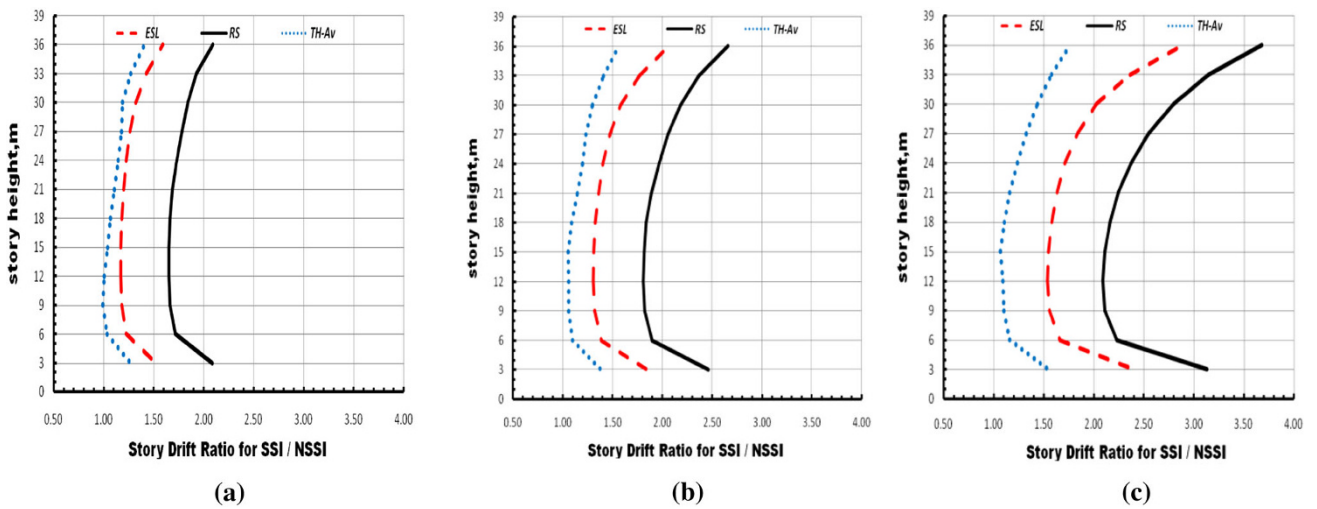 39
36
33
30
27
24
21
18
15
12
9
6
3
0
story height,m
ESL RS TH-Av
0.50 1.00 1.50 2.00 2.50 3.00 3.50 4.00
Story Drift Ratio for SSI / NSSI
(a)
39
36
33
30
27
24
21
18
15
12
9
6
3
0
story height,m
ESL RS TH-Av
0.50 1.00 1.50 2.00 2.50 3.00 3.50 4.00
Story Drift Ratio for SSI / NSSI
(b)
39
36
33
30
27
24
21
18
15
12
9
6
3
0
story height,m
ESL RS TH-Av
0.50 1.00 1.50 2.00 2.50 3.00 3.50 4.00
Story Drift Ratio for SSI / NSSI
(c)